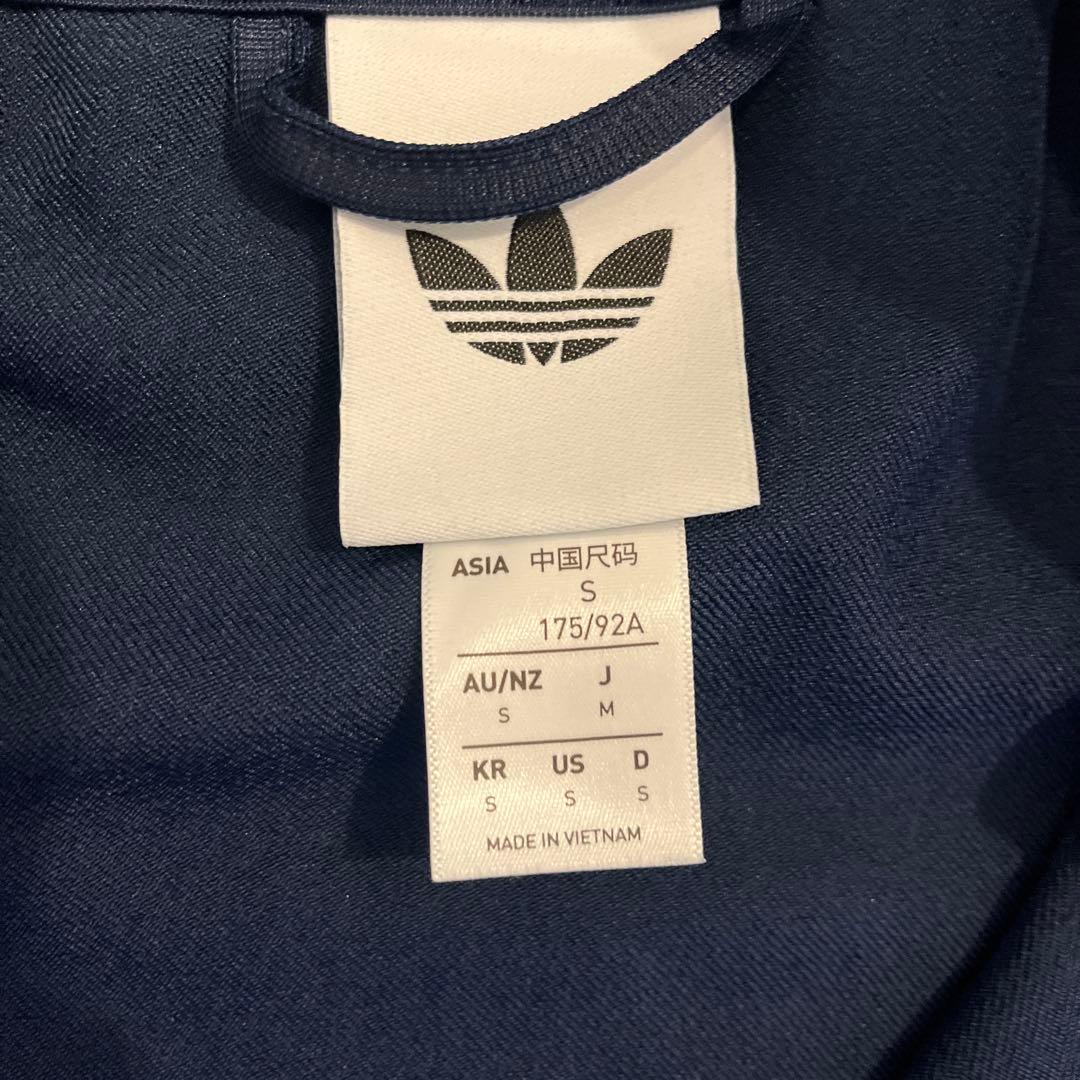 ASIA 中国尺码
S
175/92A
AU/NZ J
S M
KR US D
S S S
MADE IN VIETNAM